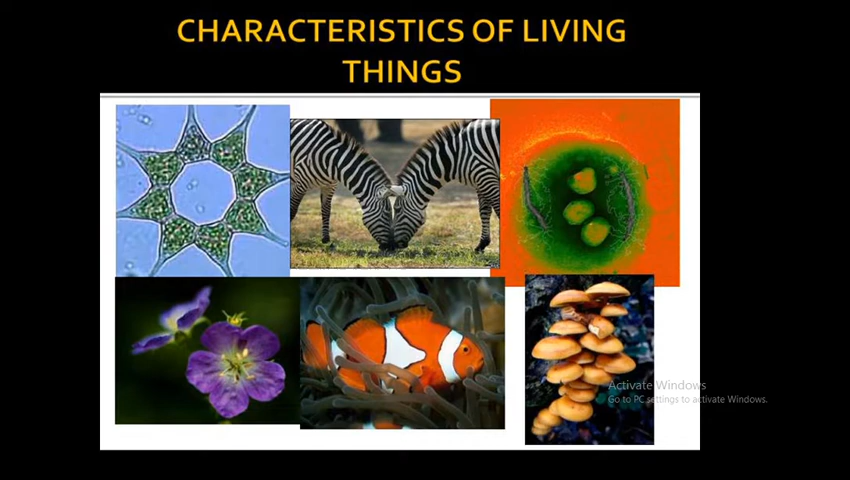 CHARACTERISTICS OF LIVING
THINGS
Activate Windows
Go to PC settings to activate Windows.